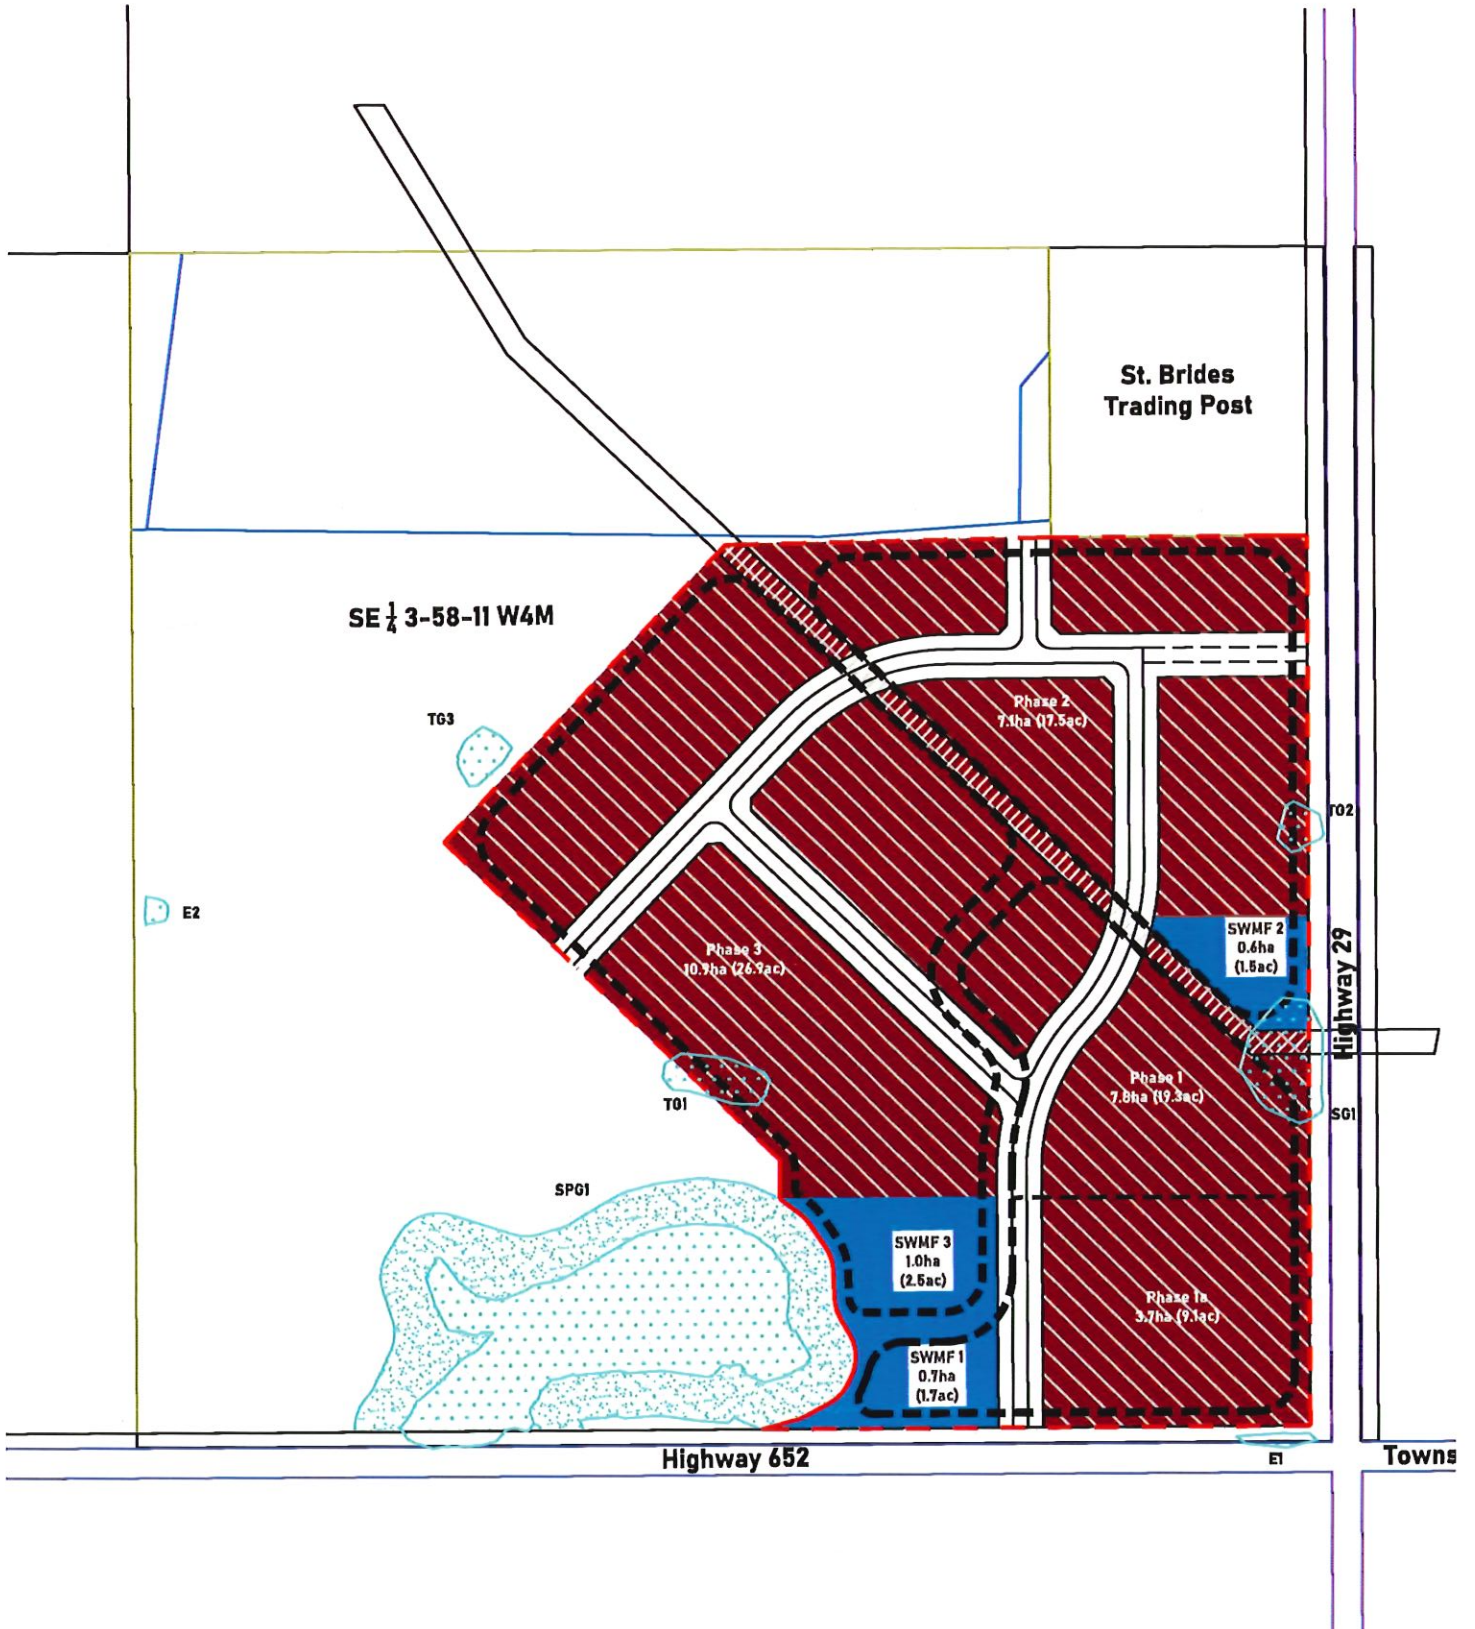 St. Brides
Trading Post
SE 1/4 3-58-11 W4M
TG3
Phase 2
7.1ha (17.5ac)
TG2
E2
SWMF 2
0.6ha
(1.5ac)
Highway 29
Phase 3
10.9ha (26.9ac)
Phase 1
7.8ha (19.3ac)
TG1
SG1
SPG1
SWMF 3
1.0ha
(2.5ac)
Phase 1a
3.7ha (9.1ac)
SWMF 1
0.7ha
(1.7ac)
Highway 652
E1
Towns